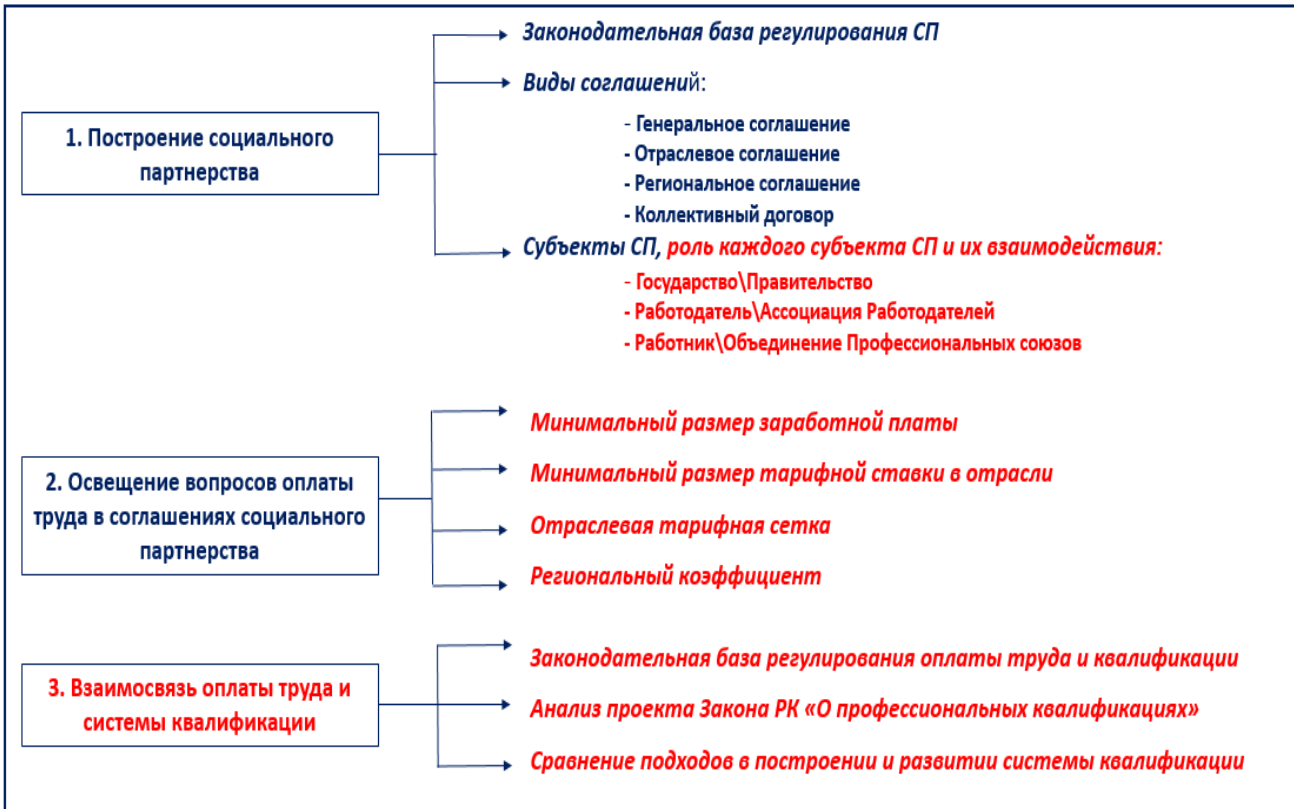 1. Построение социального
партнерства
Законодательная база регулирования СП
Виды соглашений:
- Генеральное соглашение
- Отраслевое соглашение
- Региональное соглашение
- Коллективный договор
Субъекты СП, роль каждого субъекта СП и их взаимодействия:
- Государство\Правительство
- Работодатель\Ассоциация Работодателей
- Работник\Объединение Профессиональных союзов
2. Освещение вопросов оплаты
труда в соглашениях социального
партнерства
Минимальный размер заработной платы
Минимальный размер тарифной ставки в отрасли
Отраслевая тарифная сетка
Региональный коэффициент
3. Взаимосвязь оплаты труда и
системы квалификации
Законодательная база регулирования оплаты труда и квалификации
Анализ проекта Закона РК «О профессиональных квалификациях»
Сравнение подходов в построении и развитии системы квалификации